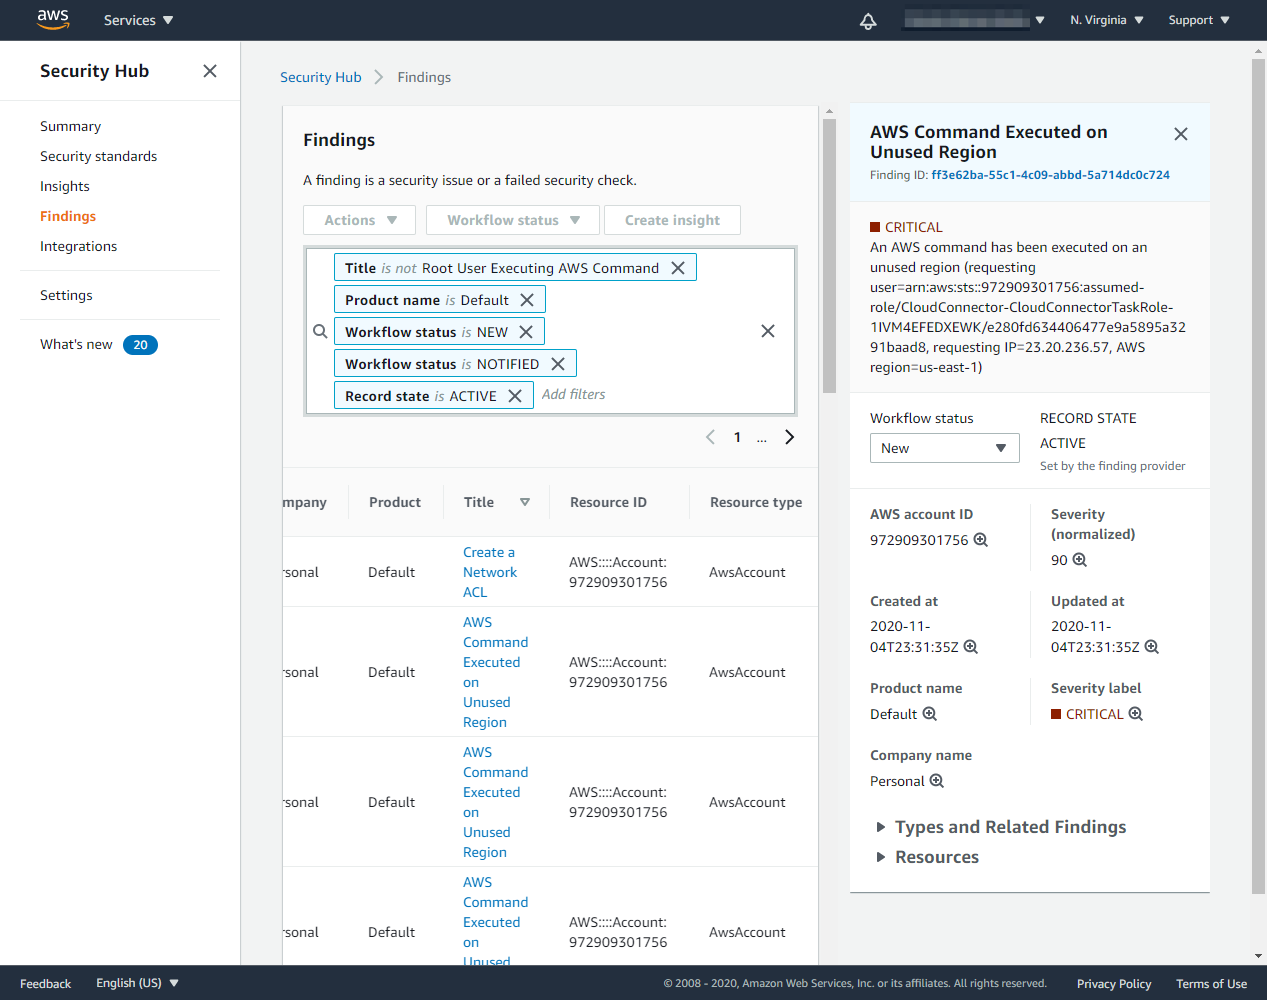 aws
Services
N. Virginia
Support
Security Hub
Summary
Security standards
Insights
Findings
Integrations
Settings
What's new 20
Security Hub > Findings
Findings
A finding is a security issue or a failed security check.
Actions
Workflow status
Create insight
Title is not Root User Executing AWS Command
Product name is Default
Workflow status is NEW
Workflow status is NOTIFIED
Record state is ACTIVE
Add filters
1 ...
mpany Product Title Resource ID Resource type
rsonal
Default
Create a
Network
ACL
AWS::::Account:
972909301756
AwsAccount
rsonal
Default
AWS
Command
Executed
on
Unused
Region
AWS::::Account:
972909301756
AwsAccount
rsonal
Default
AWS
Command
Executed
on
Unused
Region
AWS::::Account:
972909301756
AwsAccount
rsonal
Default
AWS
Command
Executed
on
Unused
AWS::::Account:
972909301756
AwsAccount
AWS Command Executed on
Unused Region
Finding ID: ff3e62ba-55c1-4c09-abbd-5a714dc0c724
CRITICAL
An AWS command has been executed on an
unused region (requesting
user=arn:aws:sts::972909301756:assumed-
role/CloudConnector-CloudConnectorTaskRole-
1IVM4EFEDXEWK/e280fd634406477e9a5895a32
91baad8, requesting IP=23.20.236.57, AWS
region=us-east-1)
Workflow status
New
RECORD STATE
ACTIVE
Set by the finding provider
AWS account ID
972909301756
Severity
(normalized)
90
Created at
2020-11-
04T23:31:35Z
Updated at
2020-11-
04T23:31:35Z
Product name
Default
Severity label
CRITICAL
Company name
Personal
Types and Related Findings
Resources
Feedback
English (US)
© 2008 - 2020, Amazon Web Services, Inc. or its affiliates. All rights reserved.
Privacy Policy
Terms of Use